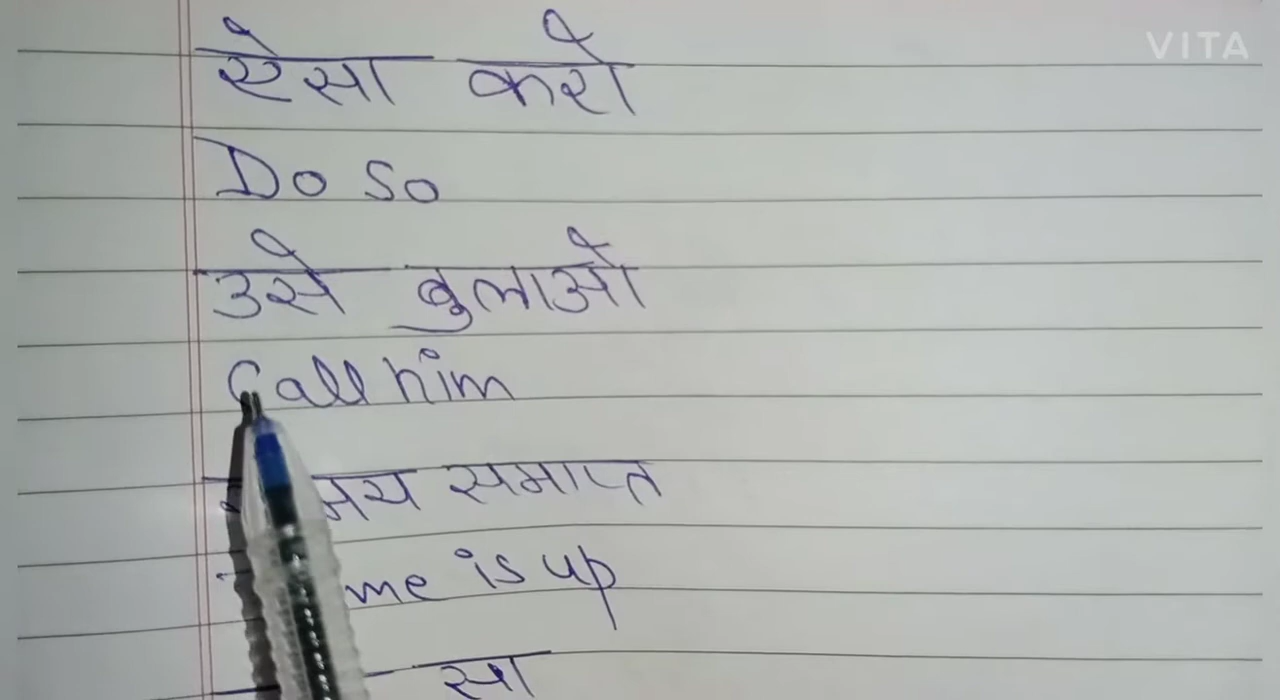 VITA
ऐसा करो
Do so
उसे बुलाओ
Call him
समाप्त
is up
सा